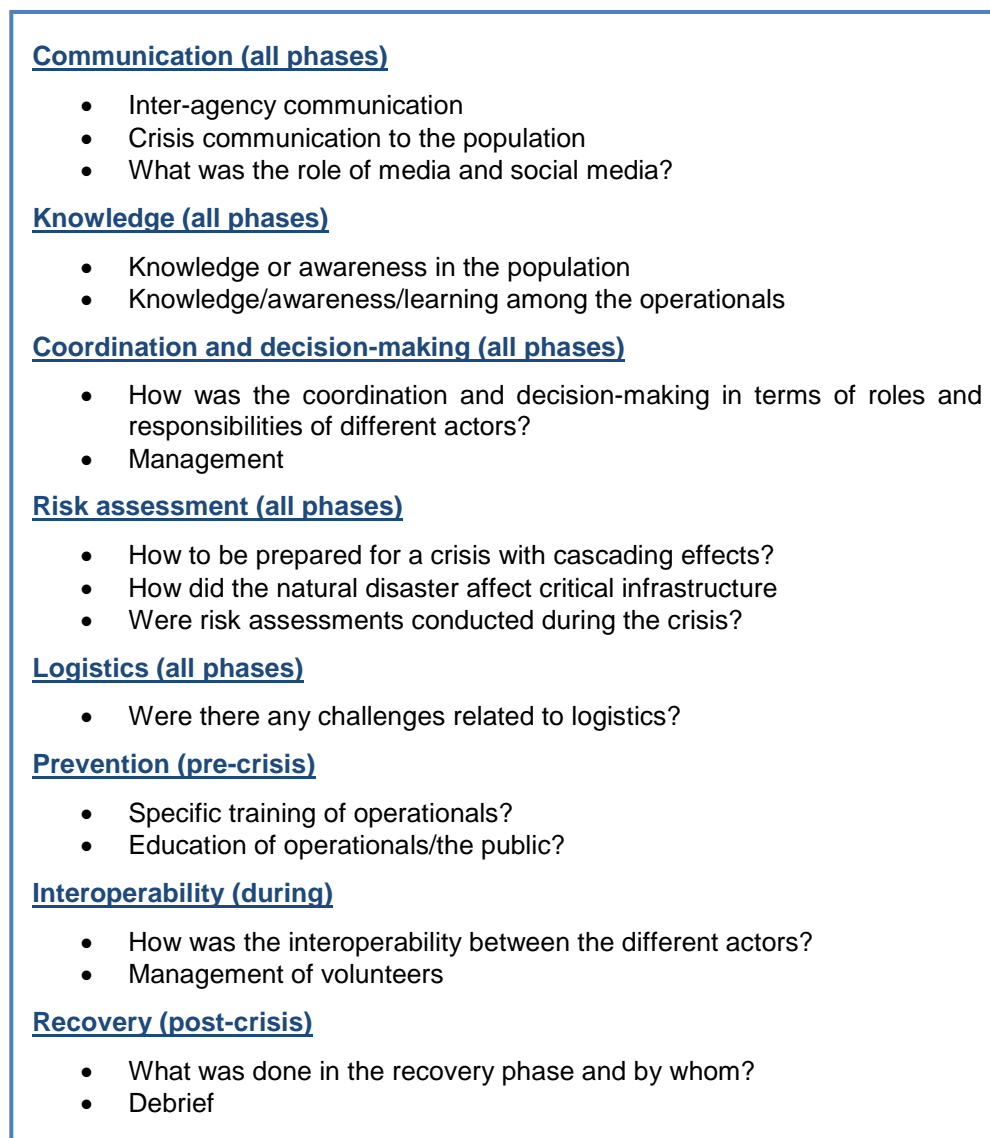 Communication (all phases)
• Inter-agency communication
• Crisis communication to the population
• What was the role of media and social media?
Knowledge (all phases)
• Knowledge or awareness in the population
• Knowledge/awareness/learning among the operationals
Coordination and decision-making (all phases)
• How was the coordination and decision-making in terms of roles and
responsibilities of different actors?
• Management
Risk assessment (all phases)
• How to be prepared for a crisis with cascading effects?
• How did the natural disaster affect critical infrastructure
• Were risk assessments conducted during the crisis?
Logistics (all phases)
• Were there any challenges related to logistics?
Prevention (pre-crisis)
• Specific training of operationals?
• Education of operationals/the public?
Interoperability (during)
• How was the interoperability between the different actors?
• Management of volunteers
Recovery (post-crisis)
• What was done in the recovery phase and by whom?
• Debrief